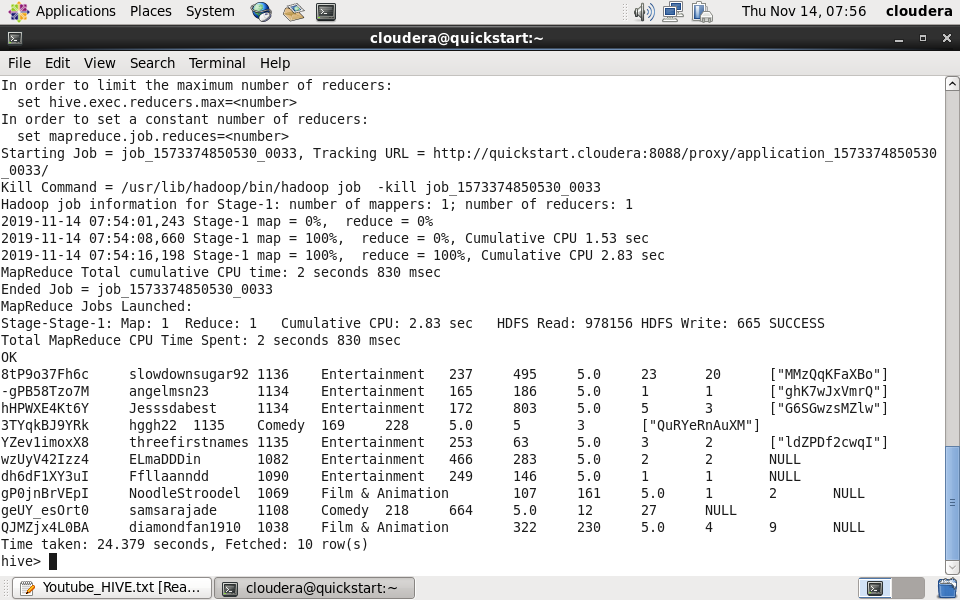 Applications Places System Thu Nov 14, 07:56 cloudera
cloudera@quickstart:~
File Edit View Search Terminal Help
In order to limit the maximum number of reducers:
  set hive.exec.reducers.max=<number>
In order to set a constant number of reducers:
  set mapreduce.job.reduces=<number>
Starting Job = job_1573374850530_0033, Tracking URL = http://quickstart.cloudera:8088/proxy/application_1573374850530
_0033/
Kill Command = /usr/lib/hadoop/bin/hadoop job  -kill job_1573374850530_0033
Hadoop job information for Stage-1: number of mappers: 1; number of reducers: 1
2019-11-14 07:54:01,243 Stage-1 map = 0%,  reduce = 0%
2019-11-14 07:54:08,660 Stage-1 map = 100%,  reduce = 0%, Cumulative CPU 1.53 sec
2019-11-14 07:54:16,198 Stage-1 map = 100%,  reduce = 100%, Cumulative CPU 2.83 sec
MapReduce Total cumulative CPU time: 2 seconds 830 msec
Ended Job = job_1573374850530_0033
MapReduce Jobs Launched:
Stage-Stage-1: Map: 1  Reduce: 1   Cumulative CPU: 2.83 sec   HDFS Read: 978156 HDFS Write: 665 SUCCESS
Total MapReduce CPU Time Spent: 2 seconds 830 msec
OK
8tP9o37Fh6c     slowdownsugar92 1136    Entertainment   237     495     5.0     23      20      ["MMzQqKFaXBo"]
-gPB58Tzo7M     angelmsn23      1134    Entertainment   165     186     5.0     1       1       ["ghK7wJxVmrQ"]
hHPWXE4Kt6Y     Jesssdabest     1134    Entertainment   172     803     5.0     5       3       ["G6SGwzsMZlw"]
3TYqkBJ9YRk     hggh22  1135    Comedy  169     228     5.0     5       3       ["QuRYeRnAuXM"]
YZev1imoxX8     threefirstnames 1135    Entertainment   253     63      5.0     3       2       ["ldZPDf2cwqI"]
wzUyV42Izz4     ELmaDDDin       1082    Entertainment   466     283     5.0     2       2       NULL
dh6dF1XY3uI     Ffllaanndd      1090    Entertainment   249     146     5.0     1       1       NULL
gP0jnBrVEpI     NoodleStroodel  1069    Film & Animation        107     161     5.0     1       2       NULL
geUY_esOrt0     samsarajade     1108    Comedy  218     664     5.0     12      27      NULL
QJMZjx4L0BA     diamondfan1910  1038    Film & Animation        322     230     5.0     4       9       NULL
Time taken: 24.379 seconds, Fetched: 10 row(s)
hive>
Youtube_HIVE.txt [Rea... cloudera@quickstart:~